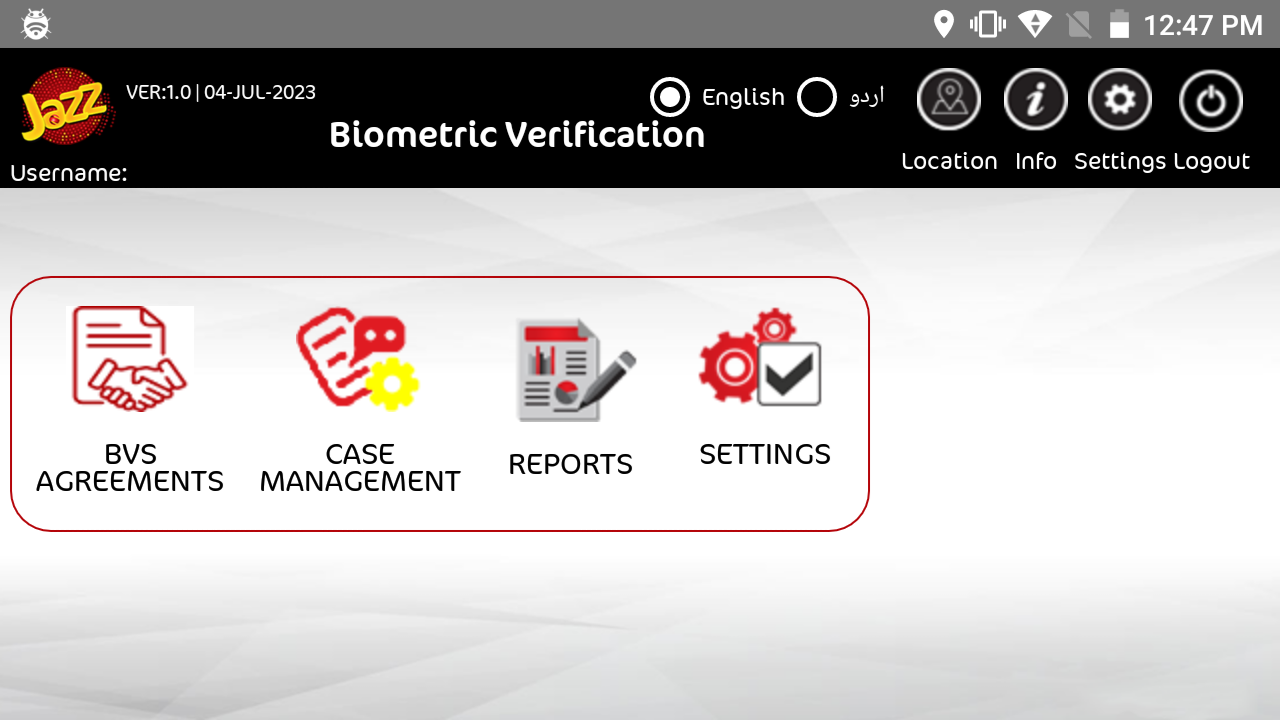 12:47 PM
Jazz
VER:1.0 | 04-JUL-2023
English
اردو
Biometric Verification
Location Info Settings Logout
Username:
BVS
AGREEMENTS
CASE
MANAGEMENT
REPORTS
SETTINGS